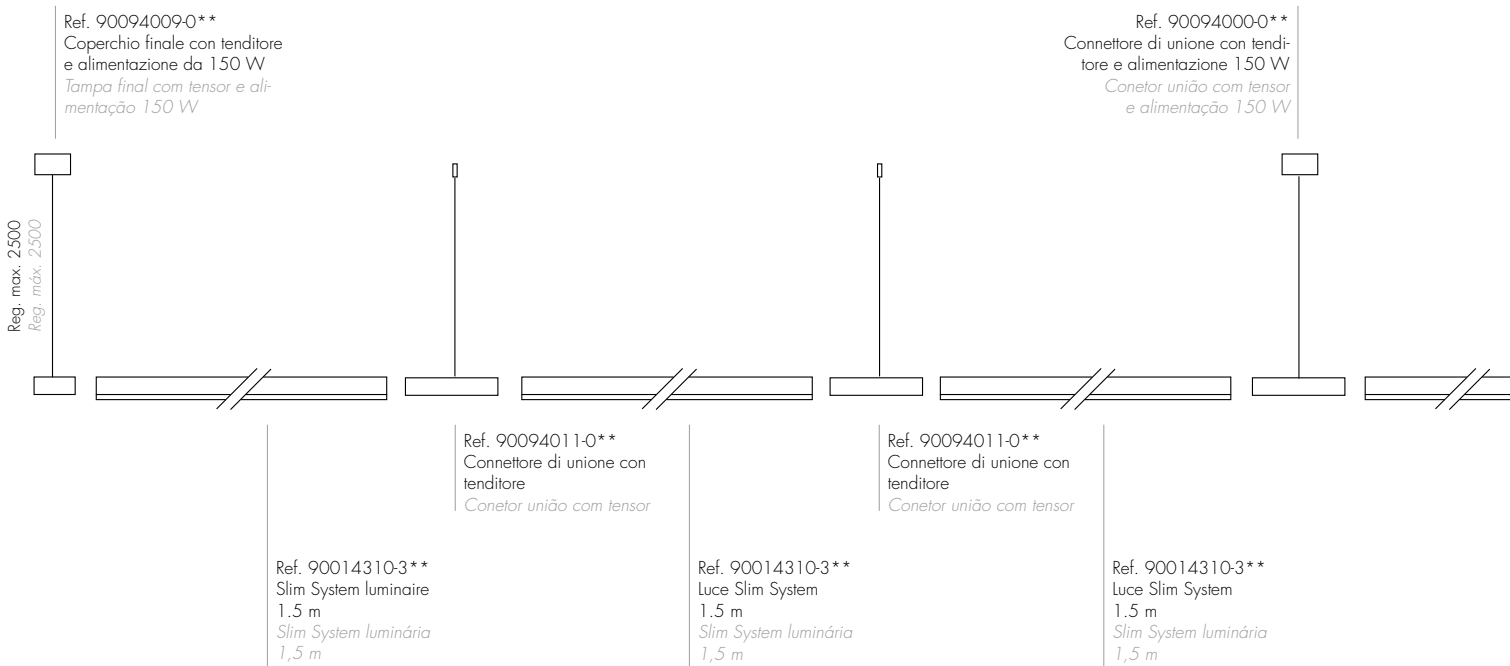 Ref. 90094009-0**
Coperchio finale con tenditore
e alimentazione da 150 W
Tampa final com tensor e ali-
mentação 150 W
Ref. 90094000-0**
Connettore di unione con tendi-
tore e alimentazione 150 W
Conetor união com tensor
e alimentação 150 W
Reg. max. 2500
Reg. máx. 2500
Ref. 90094011-0**
Connettore di unione con
tenditore
Conetor união com tensor
Ref. 90094011-0**
Connettore di unione con
tenditore
Conetor união com tensor
Ref. 90014310-3**
Slim System luminaire
1.5 m
Slim System luminária
1,5 m
Ref. 90014310-3**
Luce Slim System
1.5 m
Slim System luminária
1,5 m
Ref. 90014310-3**
Luce Slim System
1.5 m
Slim System luminária
1,5 m